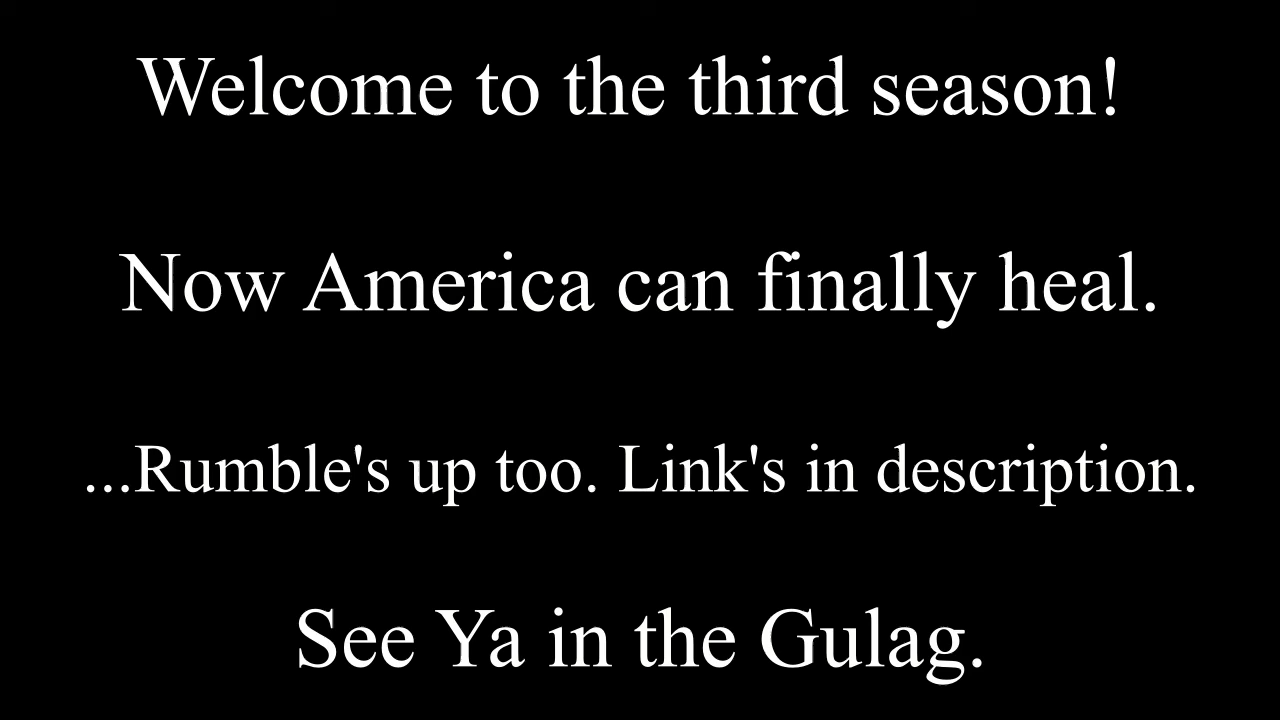 Welcome to the third season!
Now America can finally heal.
...Rumble's up too. Link's in description.
See Ya in the Gulag.